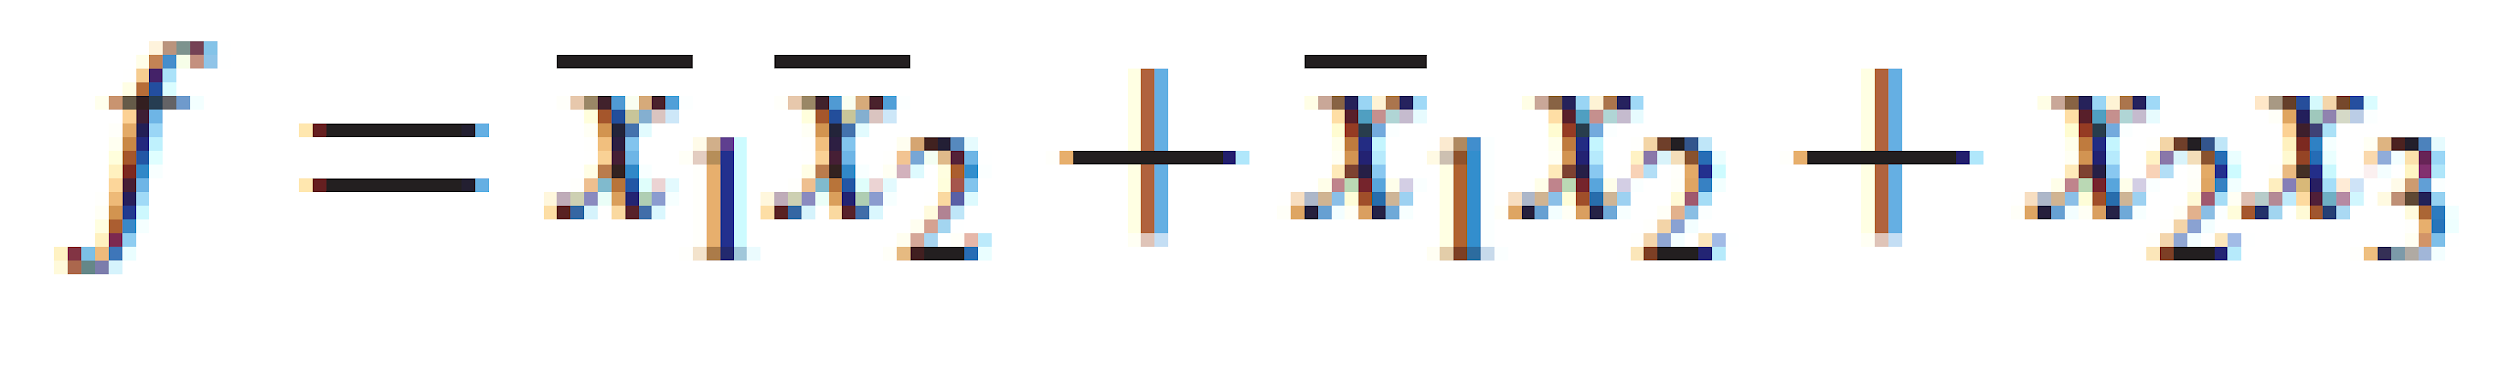 f = x̅₁x̅₂ + x̅₁x₂ + x₂x₃